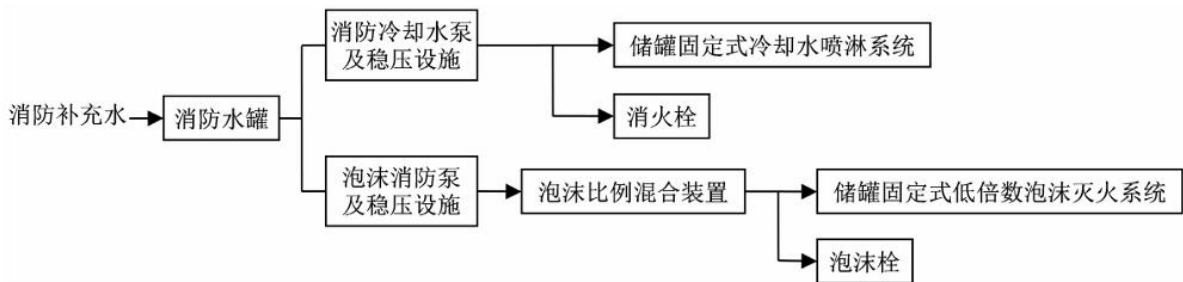 消防补充水
消防水罐
消防冷却水泵
及稳压设施
储罐固定式冷却水喷淋系统
消火栓
泡沫消防泵
及稳压设施
泡沫比例混合装置
储罐固定式低倍数泡沫灭火系统
泡沫栓